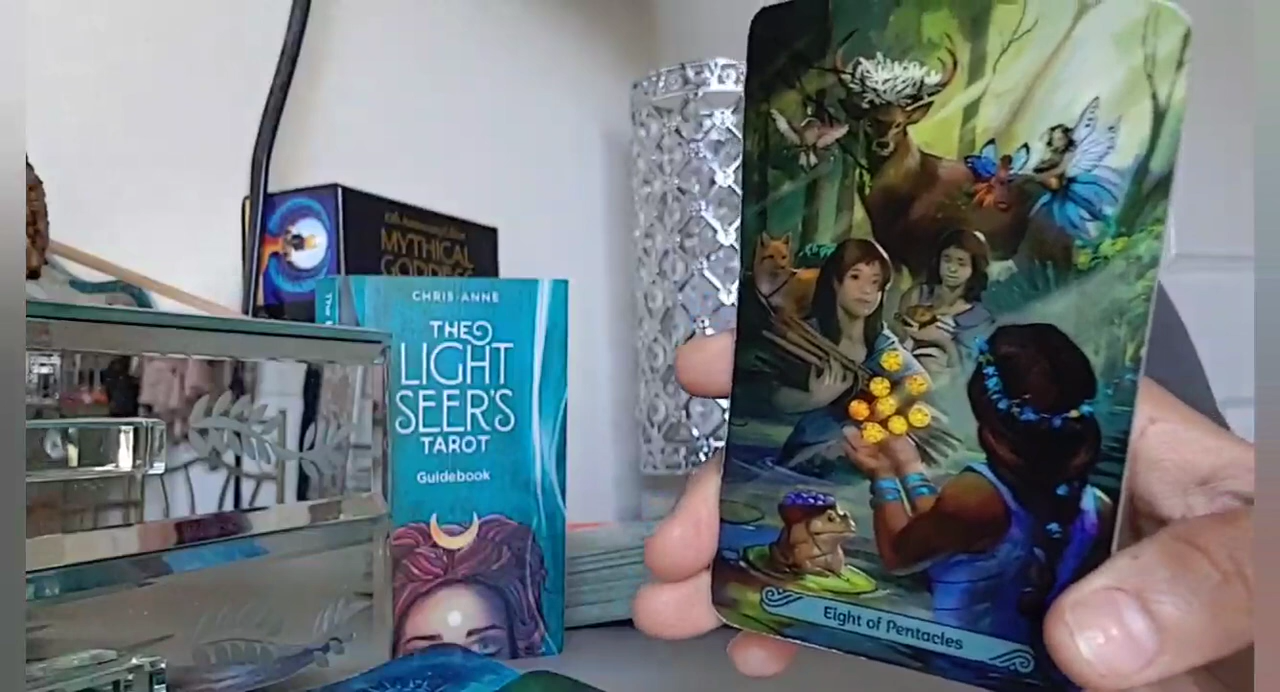 MYTHICAL
GODDESS
CHRIS-ANNE
THE
LIGHT
SEER'S
TAROT
Guidebook
Eight of Pentacles